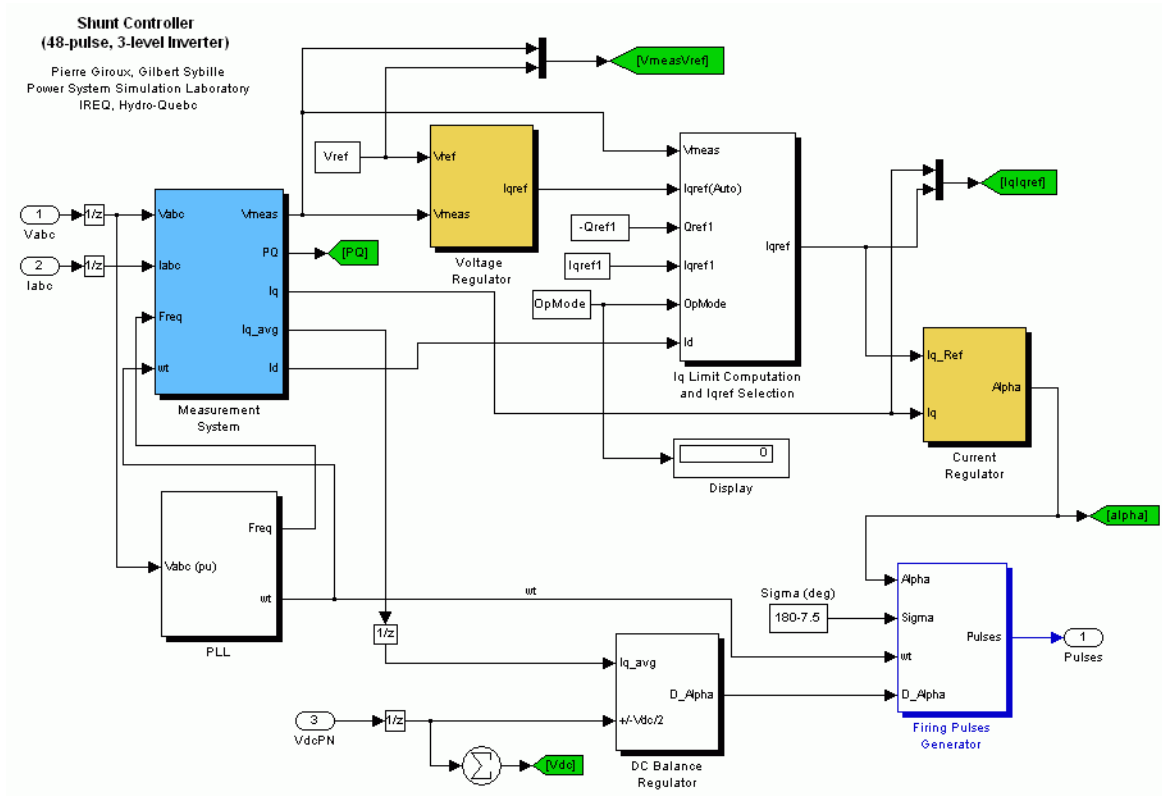 Shunt Controller
(48-pulse, 3-level Inverter)
Pierre Giroux, Gilbert Sybille
Power System Simulation Laboratory
IREQ, Hydro-Quebc
[VmeasVref]
Vref
Vref
Vmeas
Iqref
Voltage
Regulator
Vmeas
Iqref(Auto)
Qref1
Iqref1
OpMode
Id
Iqref
Iq Limit Computation
and Iqref Selection
-Qref1
Iqref1
OpMode
[IqIqref]
1
Vabc
1/z
2
Iabc
1/z
Vabc
Iabc
Freq
wt
Vmeas
PQ
Iq
Iq_avg
Id
Measurement
System
[PQ]
Iq_Ref
Iq
Alpha
Current
Regulator
0
Display
[alpha]
Vabc (pu)
Freq
wt
PLL
wt
1/z
Sigma (deg)
180-7.5
Alpha
Sigma
wt
D_Alpha
Pulses
Firing Pulses
Generator
1
Pulses
Iq_avg
+/-Vdc/2
D_Alpha
DC Balance
Regulator
3
VdcPN
1/z
Σ
[Vdc]